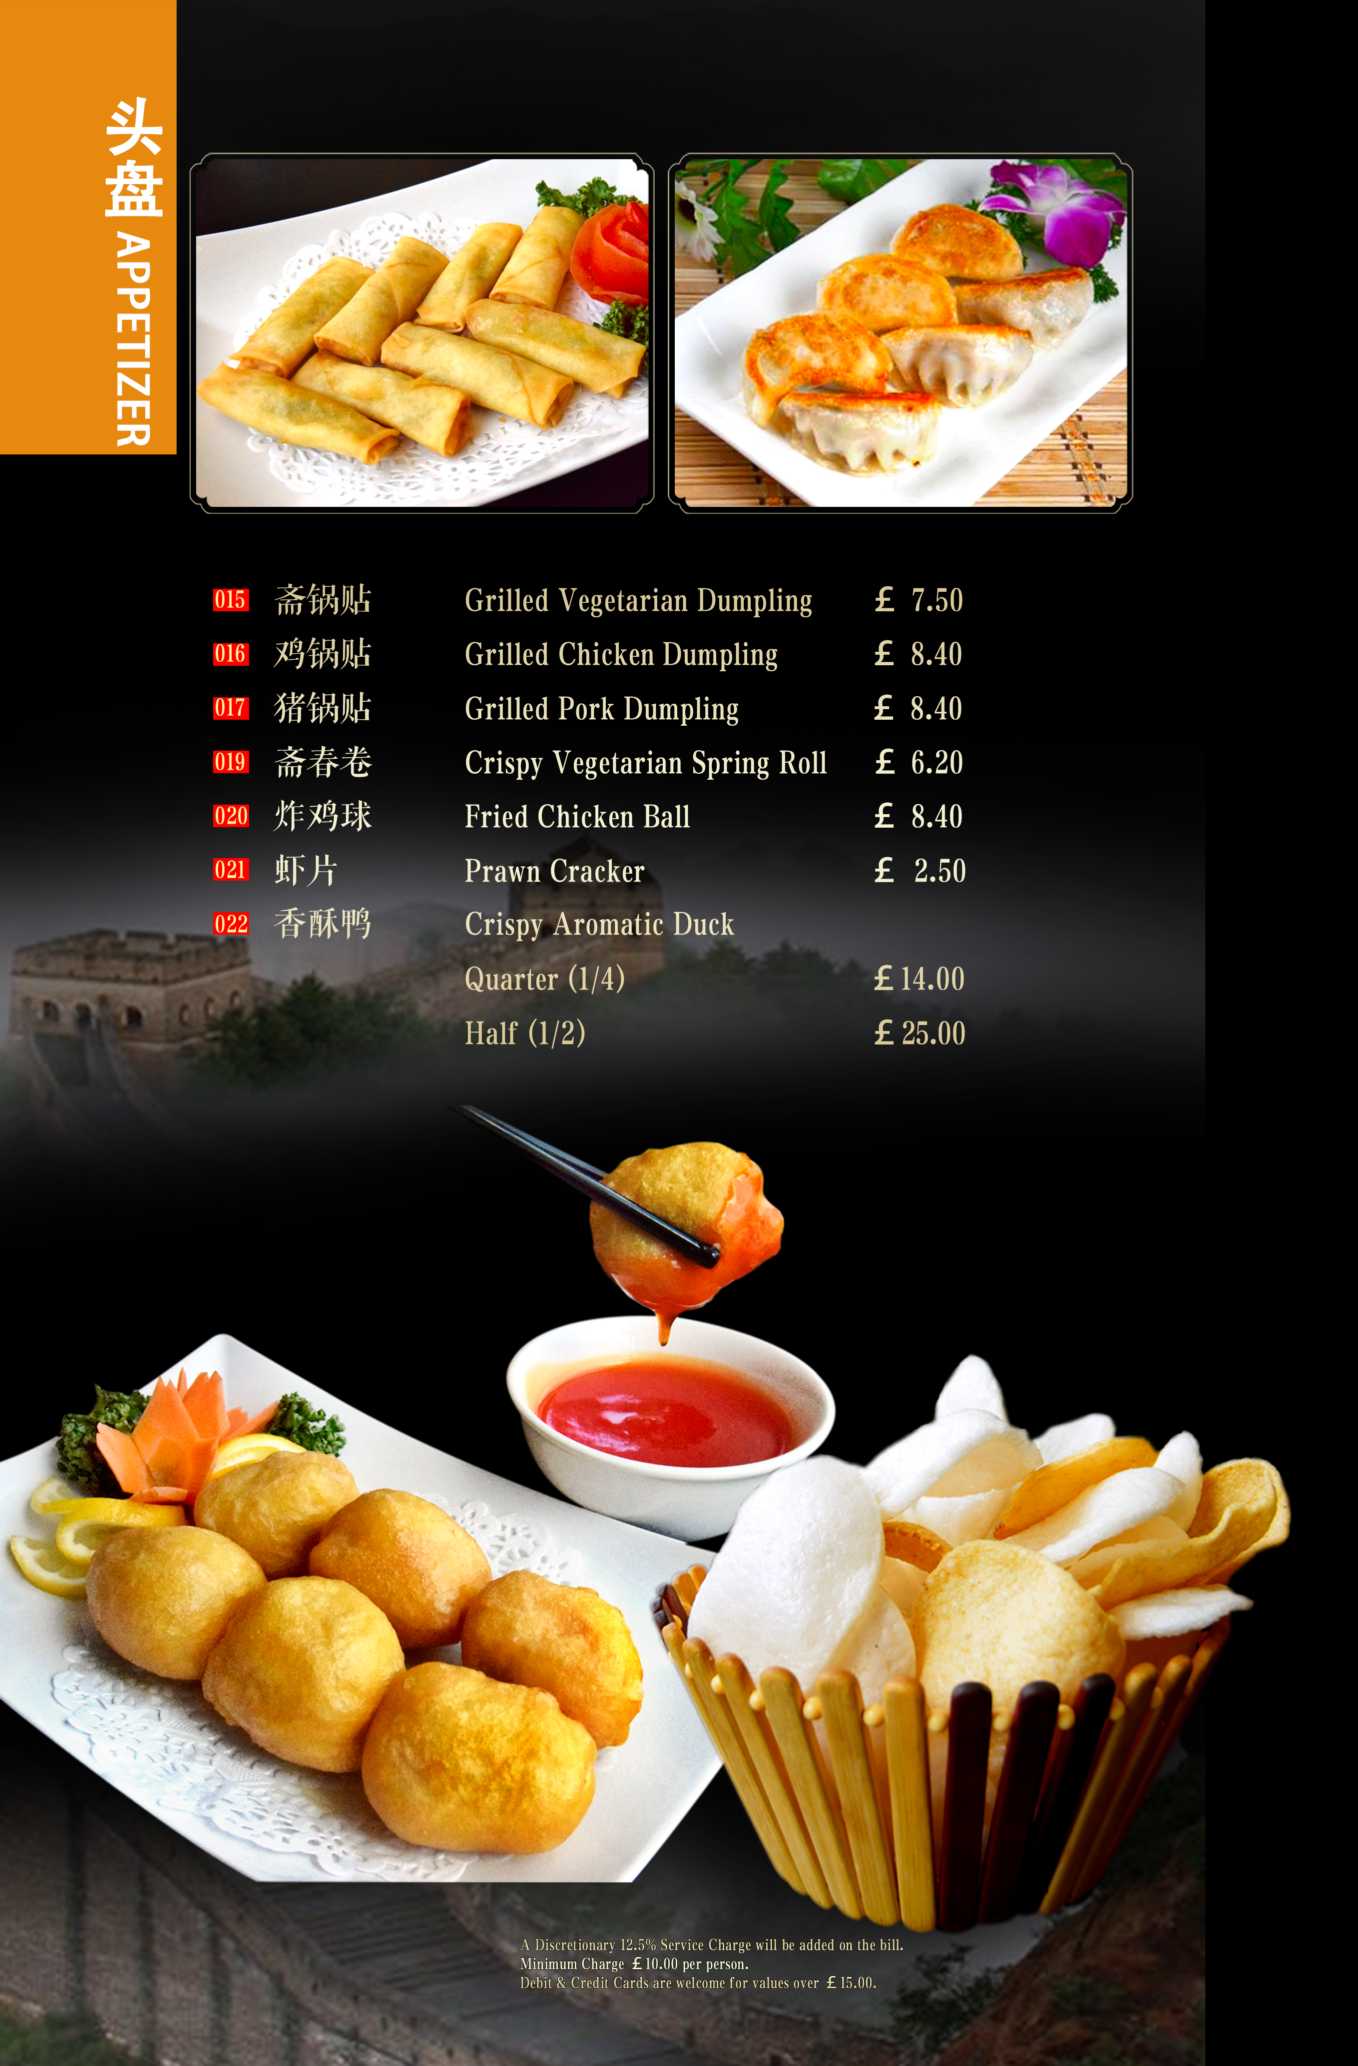 头盘 APPETIZER
015 斋锅贴 Grilled Vegetarian Dumpling £ 7.50
016 鸡锅贴 Grilled Chicken Dumpling £ 8.40
017 猪锅贴 Grilled Pork Dumpling £ 8.40
019 斋春卷 Crispy Vegetarian Spring Roll £ 6.20
020 炸鸡球 Fried Chicken Ball £ 8.40
021 虾片 Prawn Cracker £ 2.50
022 香酥鸭 Crispy Aromatic Duck
Quarter (1/4) £ 14.00
Half (1/2) £ 25.00
A Discretionary 12.5% Service Charge will be added on the bill.
Minimum Charge £ 10.00 per person.
Debit & Credit Cards are welcome for values over £ 15.00.